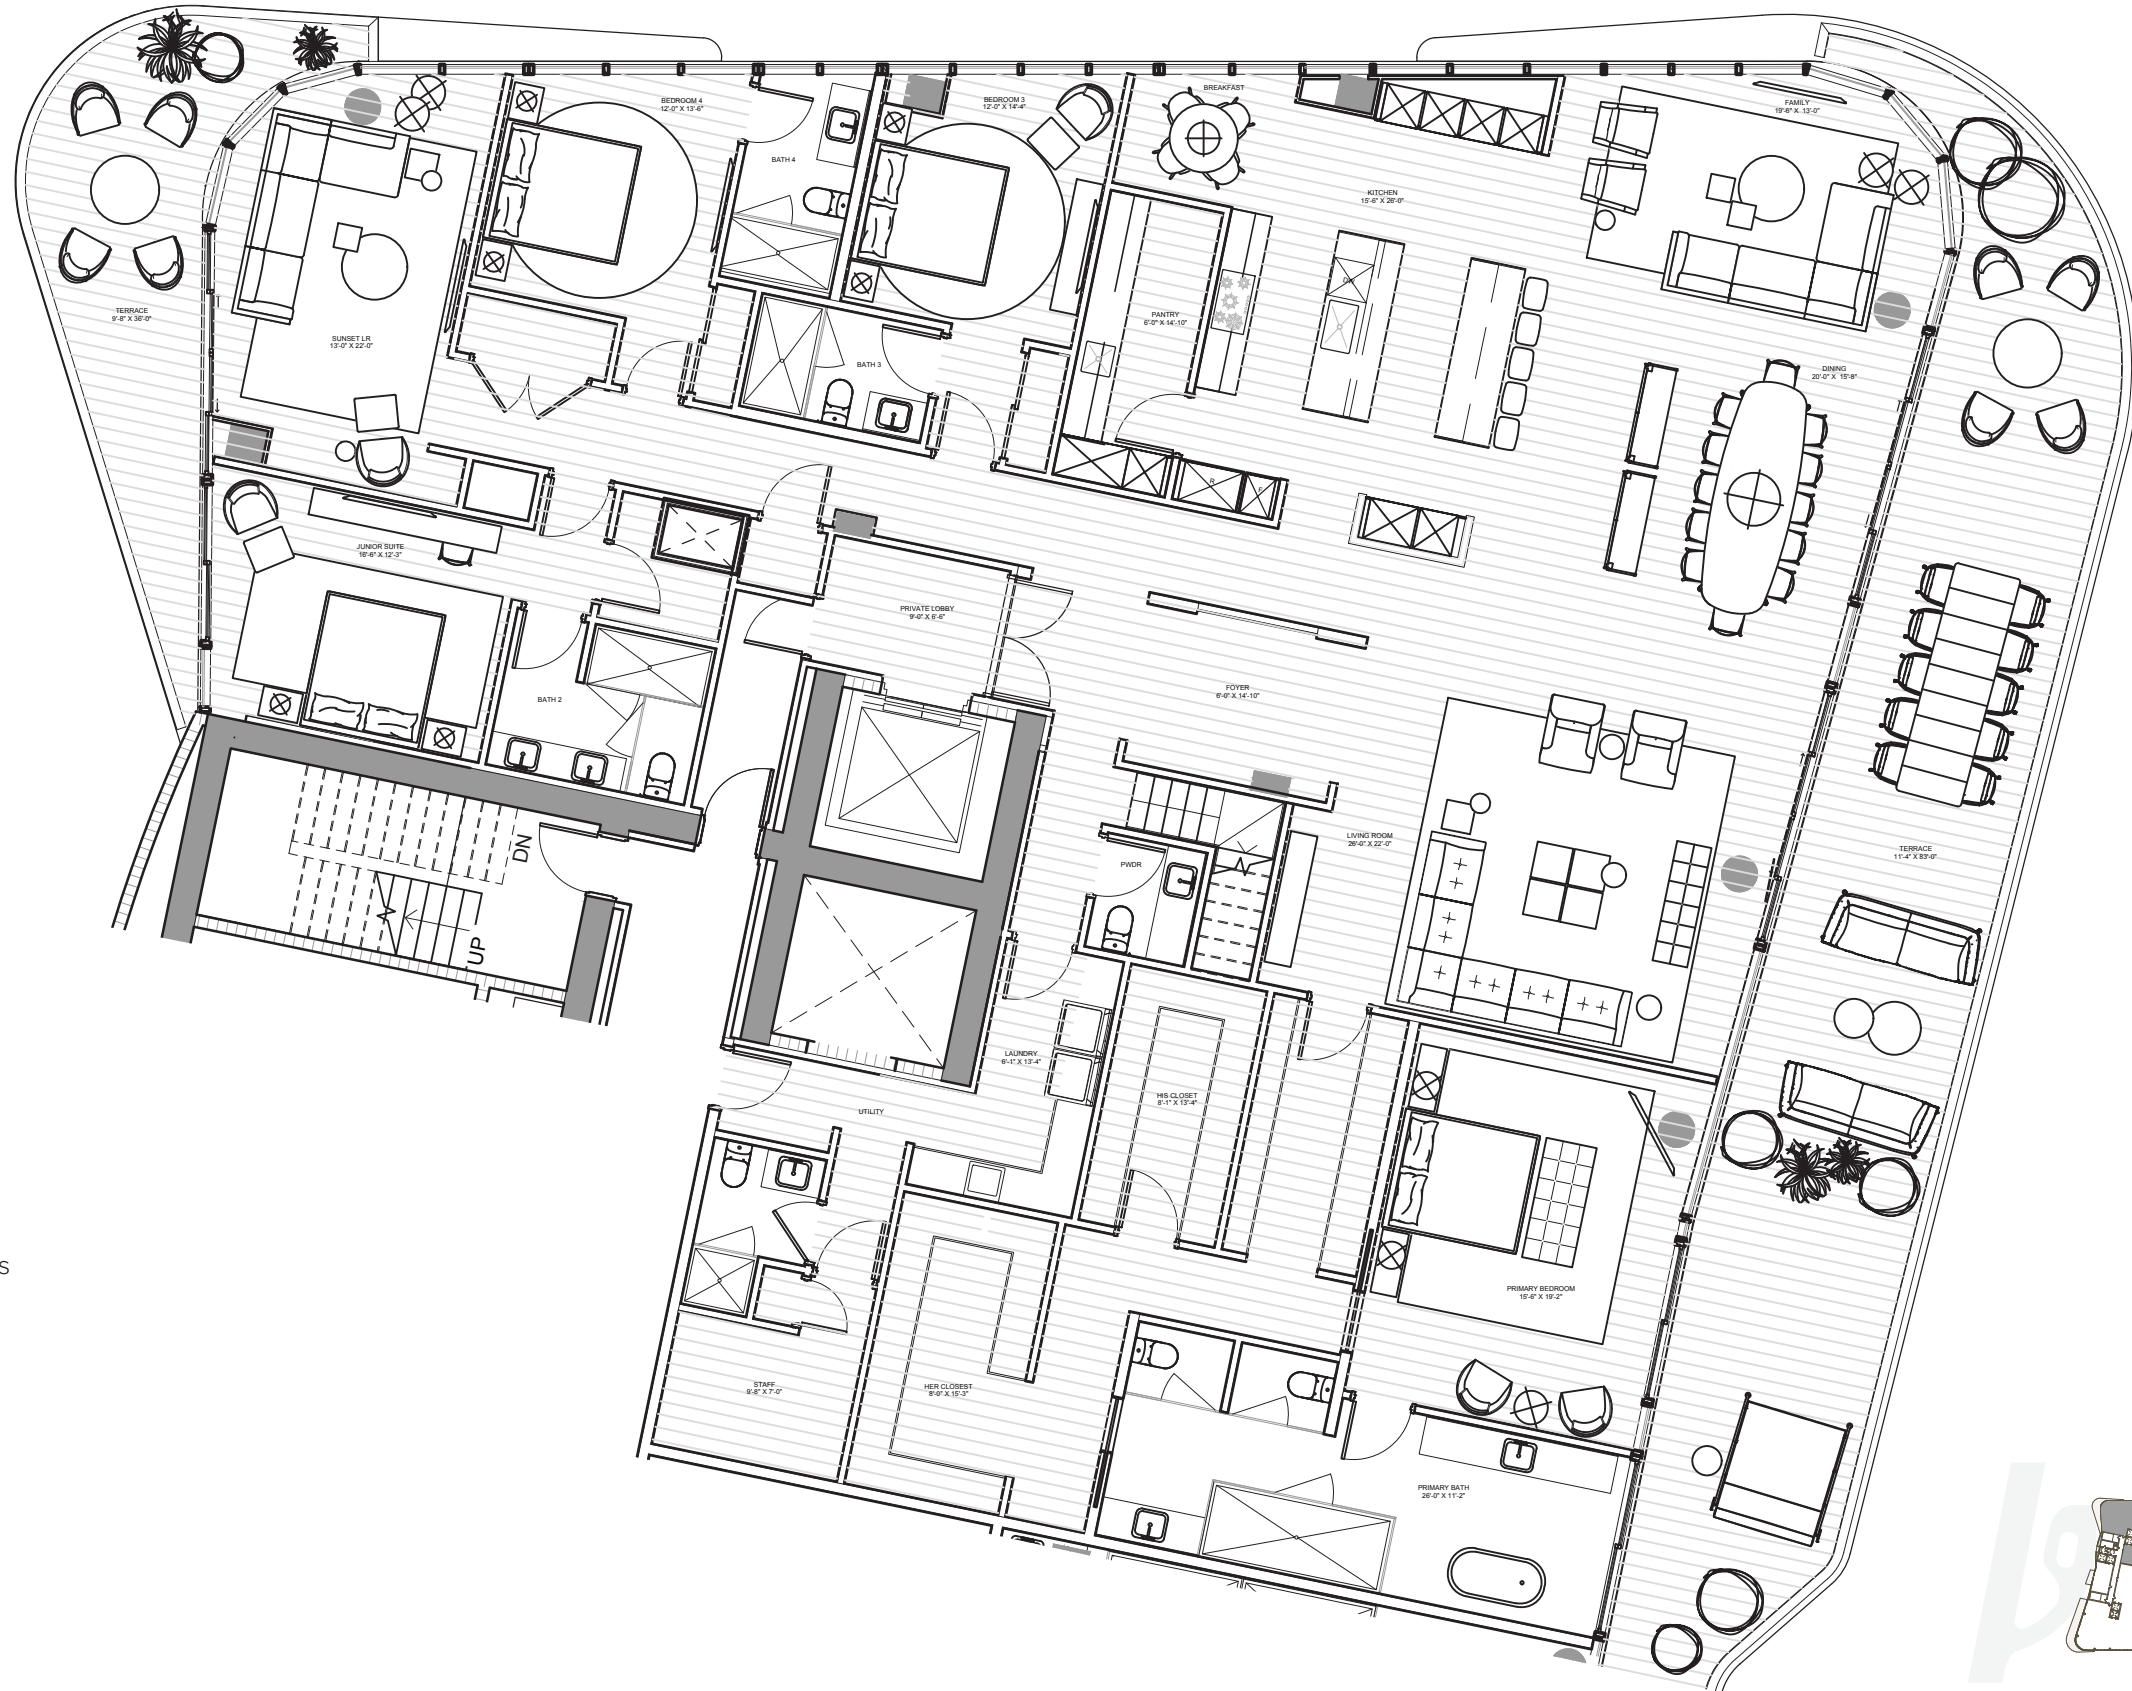 BEDROOM 4
12'-0" X 13'-6"
BEDROOM 3
12'-0" X 14'-4"
BREAKFAST
FAMILY
19'-6" X 13'-0"
BATH 4
KITCHEN
15'-6" X 26'-0"
TERRACE
9'-8" X 36'-0"
SUNSET LR
13'-0" X 22'-0"
PANTRY
6'-0" X 14'-10"
DW
BATH 3
DINING
20'-0" X 15'-8"
R
F
JUNIOR SUITE
16'-6" X 12'-3"
PRIVATE LOBBY
9'-0" X 6'-6"
BATH 2
FOYER
6'-0" X 14'-10"
LIVING ROOM
26'-0" X 22'-0"
TERRACE
11'-4" X 83'-0"
DN
UP
PWDR
LAUNDRY
6'-1" X 13'-4"
HIS CLOSET
8'-1" X 13'-4"
UTILITY
S
PRIMARY BEDROOM
15'-6" X 19'-2"
STAFF
9'-8" X 7'-0"
HER CLOSEST
8'-0" X 15'-3"
PRIMARY BATH
26'-0" X 11'-2"